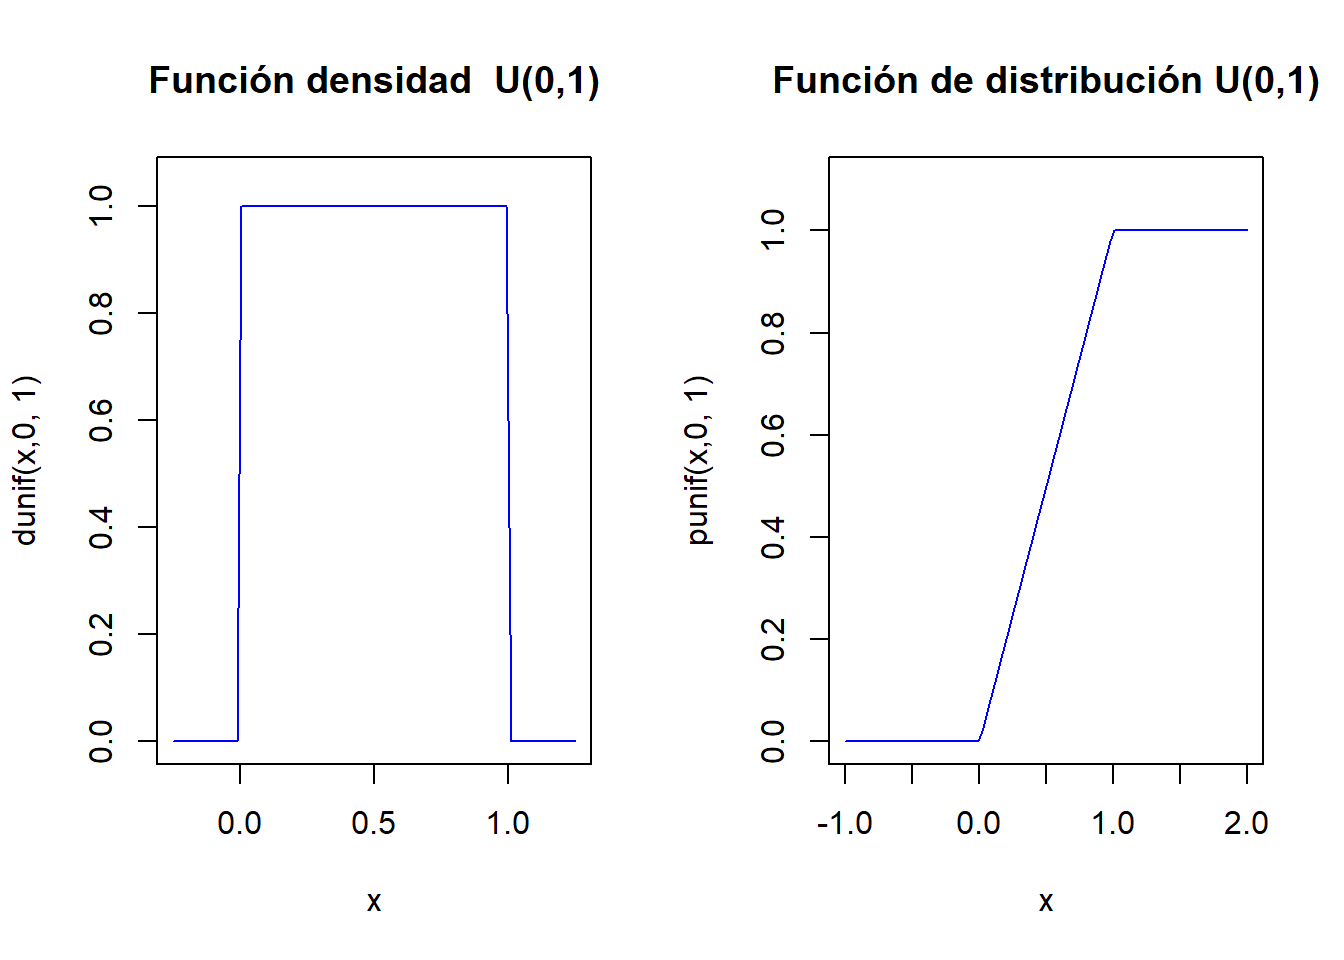 Función densidad  U(0,1)
dunif(x,0, 1)
1.0
0.8
0.6
0.4
0.2
0.0
0.0 0.5 1.0
x
Función de distribución U(0,1)
punif(x,0, 1)
1.0
0.8
0.6
0.4
0.2
0.0
-1.0 0.0 1.0 2.0
x